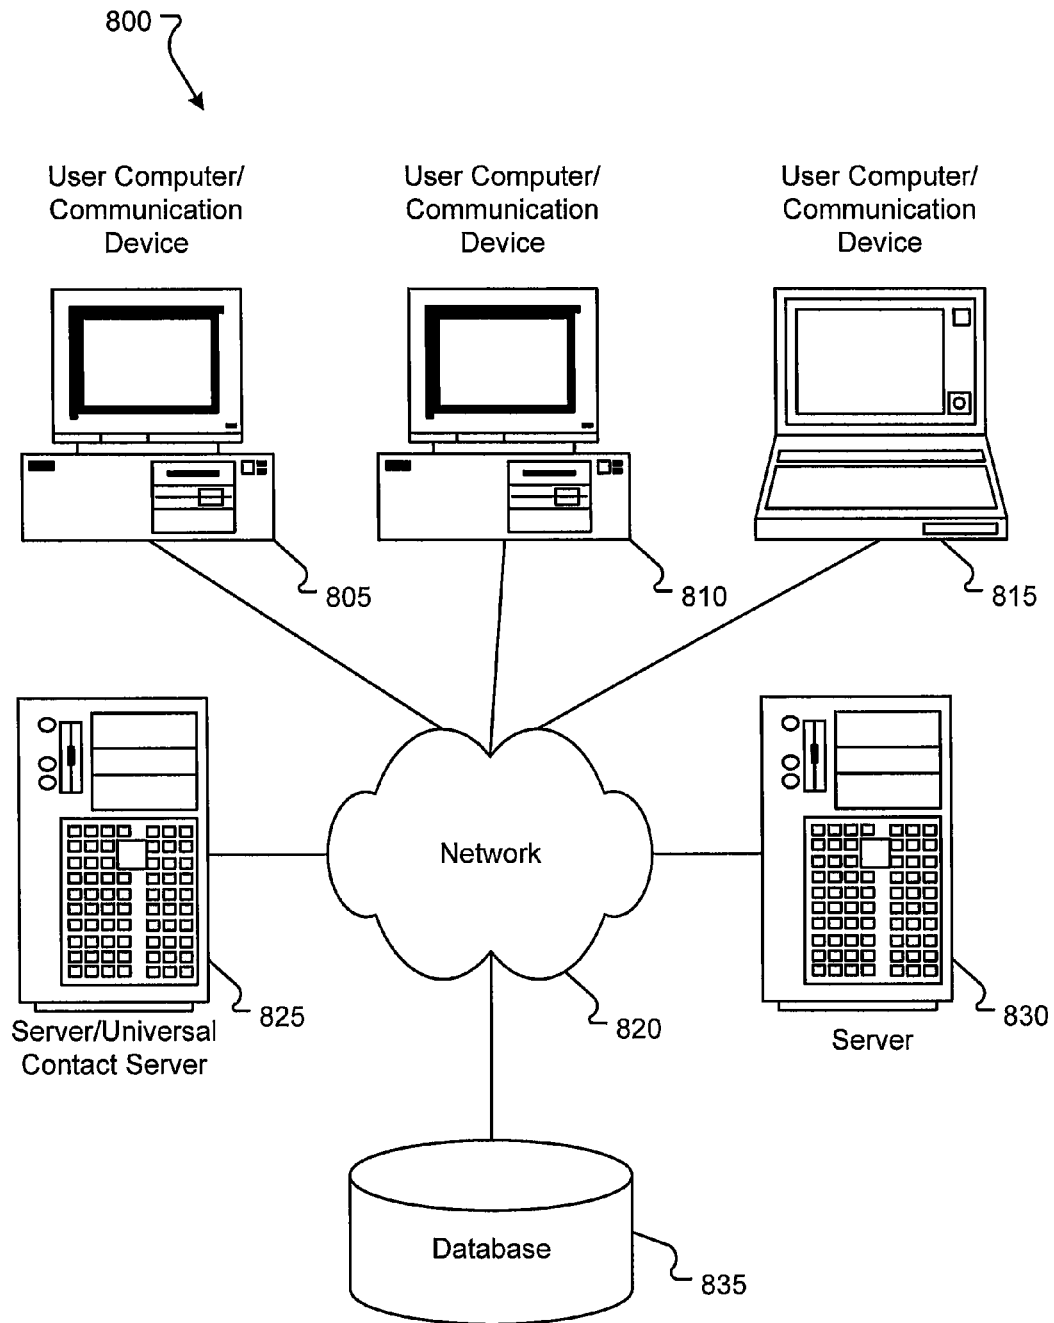 800
User Computer/
Communication
Device
User Computer/
Communication
Device
User Computer/
Communication
Device
805
810
815
Network
825
820
830
Server/Universal
Contact Server
Server
Database
835